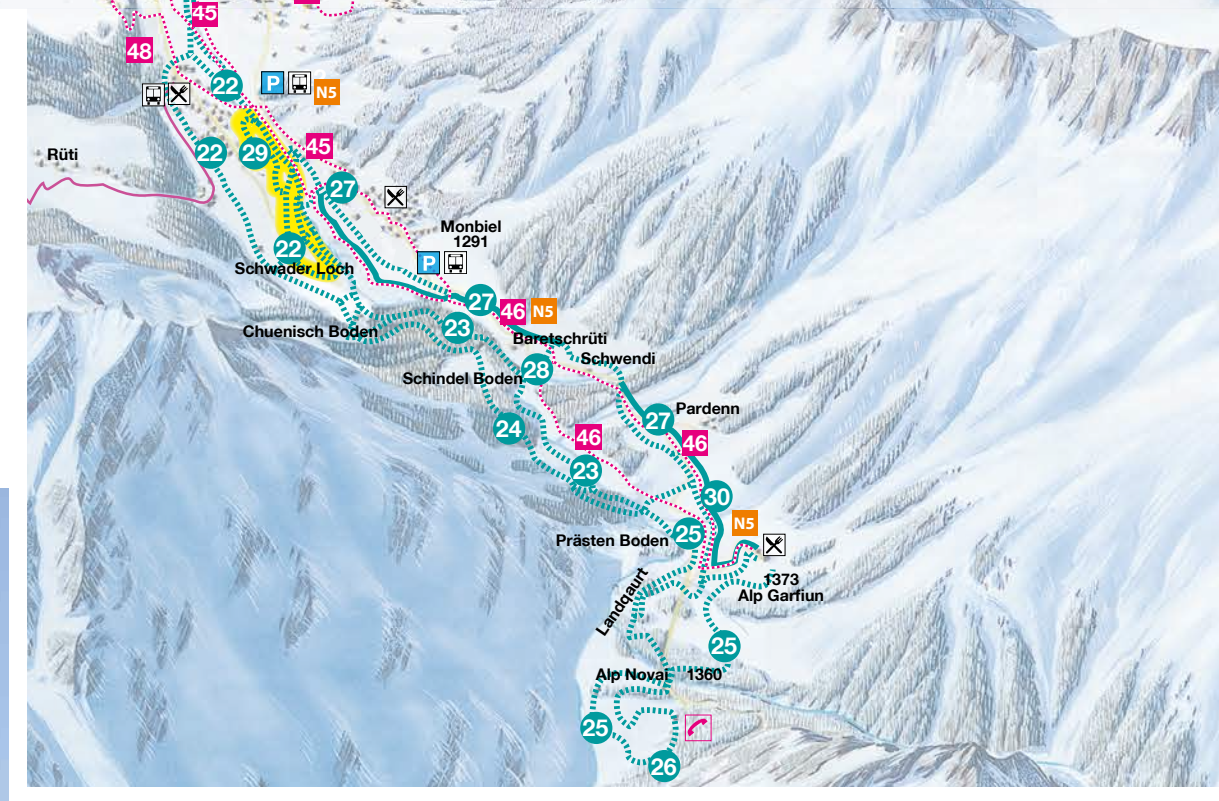 45
48
22
P
N5
22
29
45
Rüti
27
Monbiel
1291
22
P
Schwader Loch
27
46
N5
Chuenisch Boden
23
Baretschrüti
Schwendi
28
Schindel Boden
27
Pardenn
24
46
46
23
30
N5
25
Prästen Boden
1373
Alp Garfiun
Landqaurt
25
Alp Novai 1360
25
26